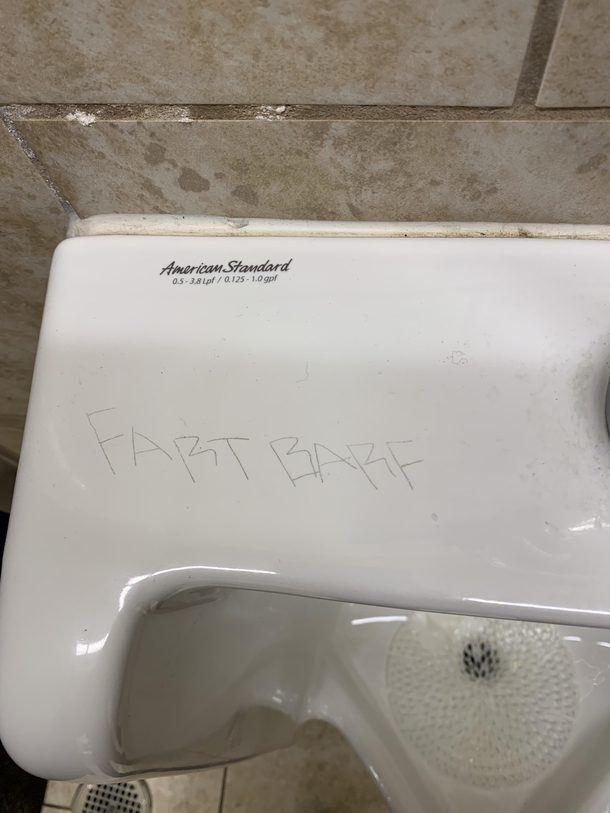 American Standard
0.5 - 3.8 Lpf / 0.125 - 1.0 gpf
FART BARF